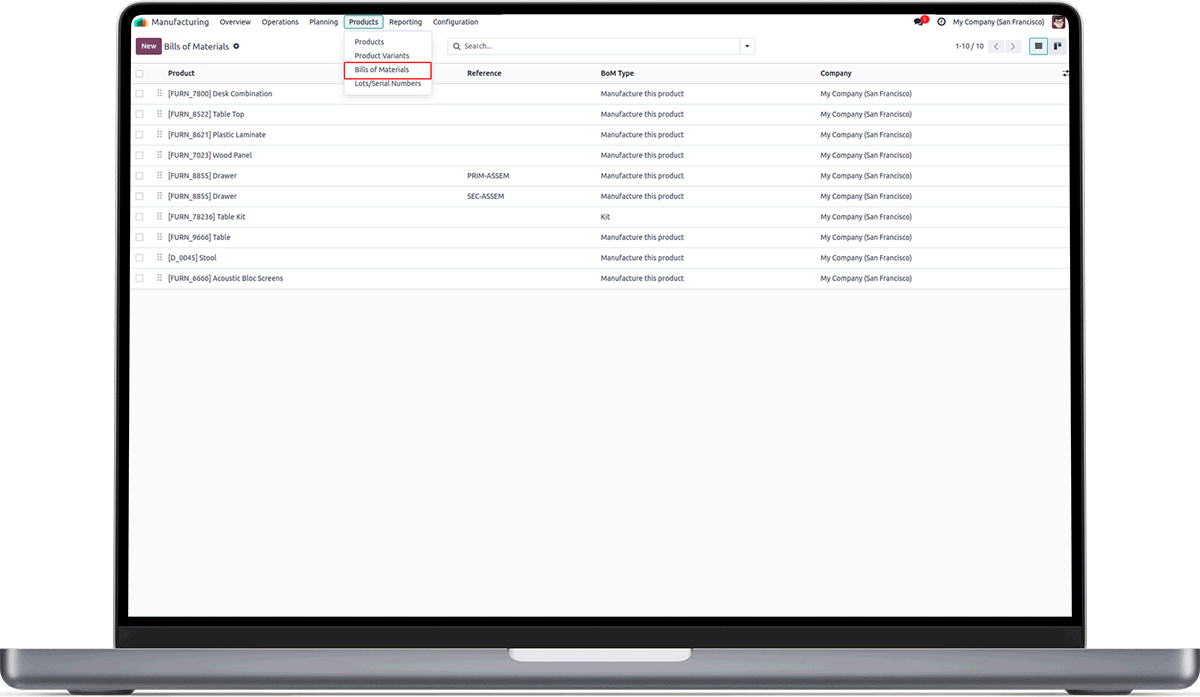 Manufacturing Overview Operations Planning Products Reporting Configuration 5 My Company (San Francisco)
New Bills of Materials Search... 1-10 / 10
Products
Product Variants
Bills of Materials
Lots/Serial Numbers
Product Reference BoM Type Company
[FURN_7800] Desk Combination Manufacture this product My Company (San Francisco)
[FURN_8522] Table Top Manufacture this product My Company (San Francisco)
[FURN_8621] Plastic Laminate Manufacture this product My Company (San Francisco)
[FURN_7023] Wood Panel Manufacture this product My Company (San Francisco)
[FURN_8855] Drawer PRIM-ASSEM Manufacture this product My Company (San Francisco)
[FURN_8855] Drawer SEC-ASSEM Manufacture this product My Company (San Francisco)
[FURN_78236] Table Kit Kit My Company (San Francisco)
[FURN_9666] Table Manufacture this product My Company (San Francisco)
[D_0045] Stool Manufacture this product My Company (San Francisco)
[FURN_6666] Acoustic Bloc Screens Manufacture this product My Company (San Francisco)